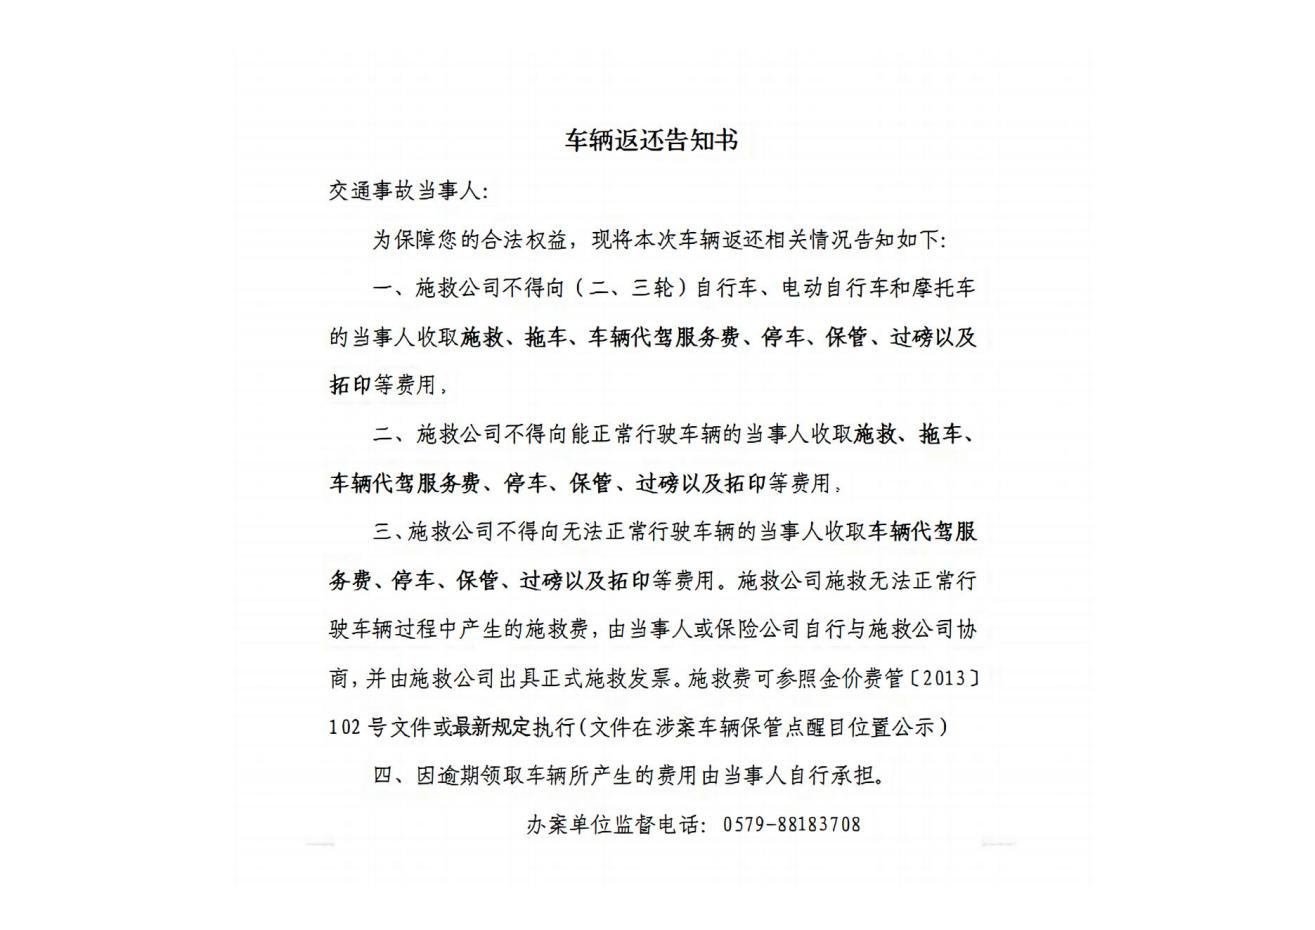 车辆返还告知书
交通事故当事人：
为保障您的合法权益，现将本次车辆返还相关情况告知如下：
一、施救公司不得向（二、三轮）自行车、电动自行车和摩托车
的当事人收取施救、拖车、车辆代驾服务费、停车、保管、过磅以及
拓印等费用。
二、施救公司不得向能正常行驶车辆的当事人收取施救、拖车、
车辆代驾服务费、停车、保管、过磅以及拓印等费用。
三、施救公司不得向无法正常行驶车辆的当事人收取车辆代驾服
务费、停车、保管、过磅以及拓印等费用。施救公司施救无法正常行
驶车辆过程中产生的施救费，由当事人或保险公司自行与施救公司协
商，并由施救公司出具正式施救发票。施救费可参照金价费管〔2013〕
102号文件或最新规定执行（文件在涉案车辆保管点醒目位置公示）
四、因逾期领取车辆所产生的费用由当事人自行承担。
办案单位监督电话：0579-88183708